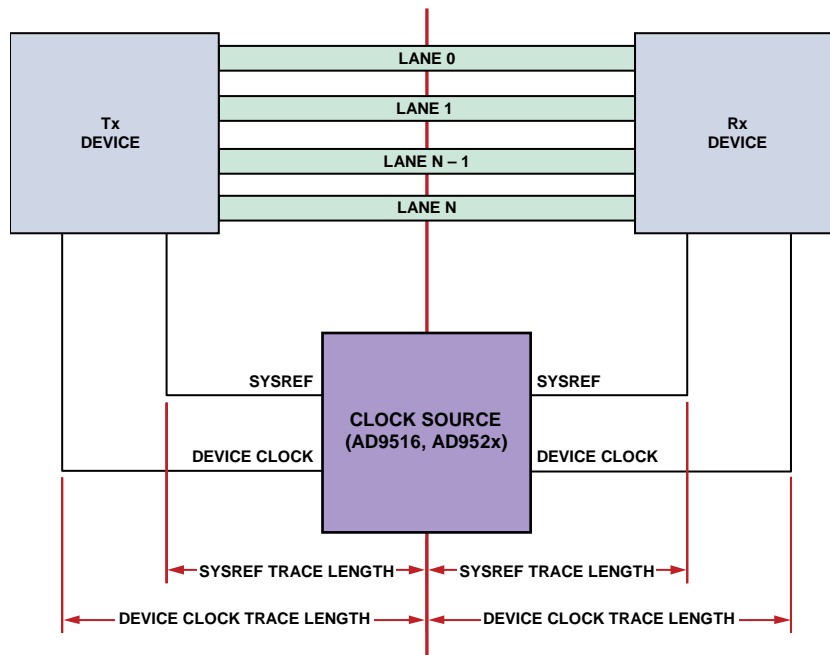 LANE 0
LANE 1
LANE N – 1
LANE N
Tx
DEVICE
Rx
DEVICE
SYSREF
SYSREF
CLOCK SOURCE
(AD9516, AD952x)
DEVICE CLOCK
DEVICE CLOCK
SYSREF TRACE LENGTH
SYSREF TRACE LENGTH
DEVICE CLOCK TRACE LENGTH
DEVICE CLOCK TRACE LENGTH